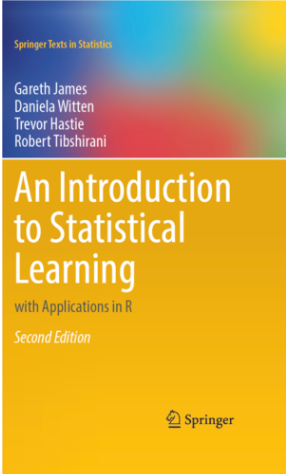 Springer Texts in Statistics
Gareth James
Daniela Witten
Trevor Hastie
Robert Tibshirani
An Introduction
to Statistical
Learning
with Applications in R
Second Edition
Springer